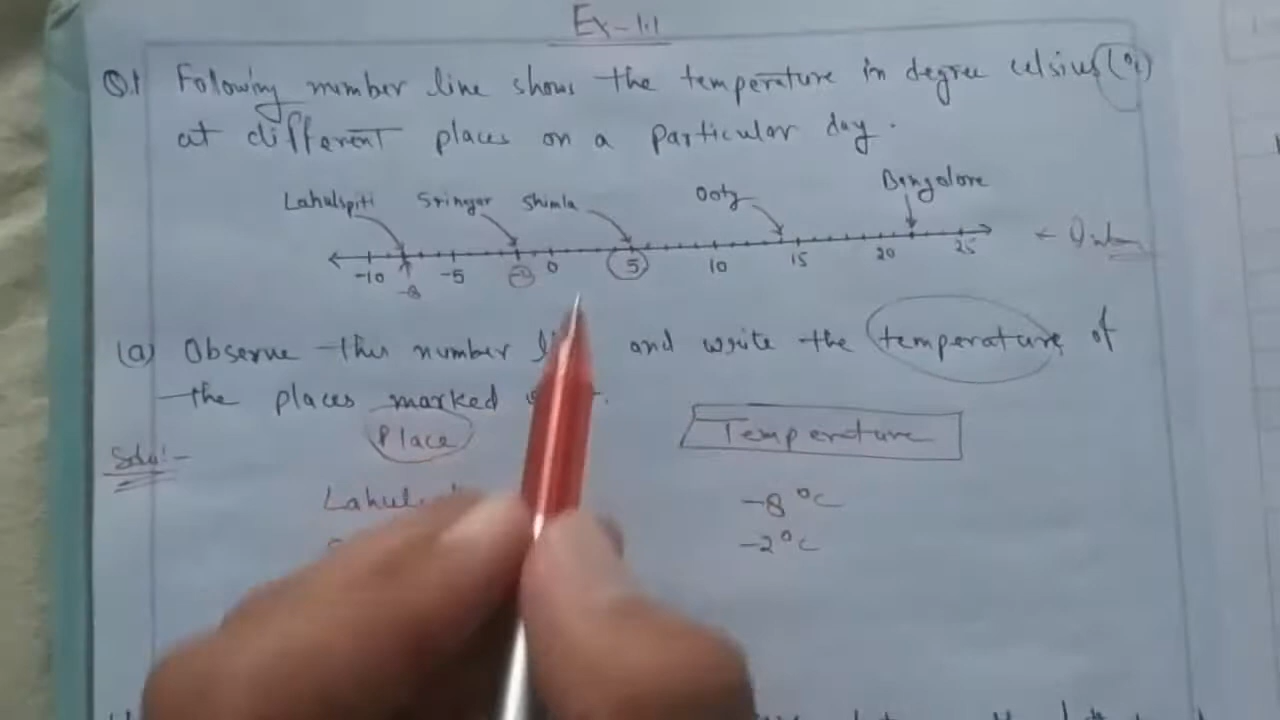 Ex-1.1
Q.1 Following number line shows the temperature in degree celsius (°c)
at different places on a particular day.
Lahulspiti Srinagar Shimla Ooty Bangalore
-10 -8 -5 -2 0 5 10 15 20 25
(a) Observe this number and write the temperature of
the places marked
Soln:- Place Temperature
-8°C
-2°C